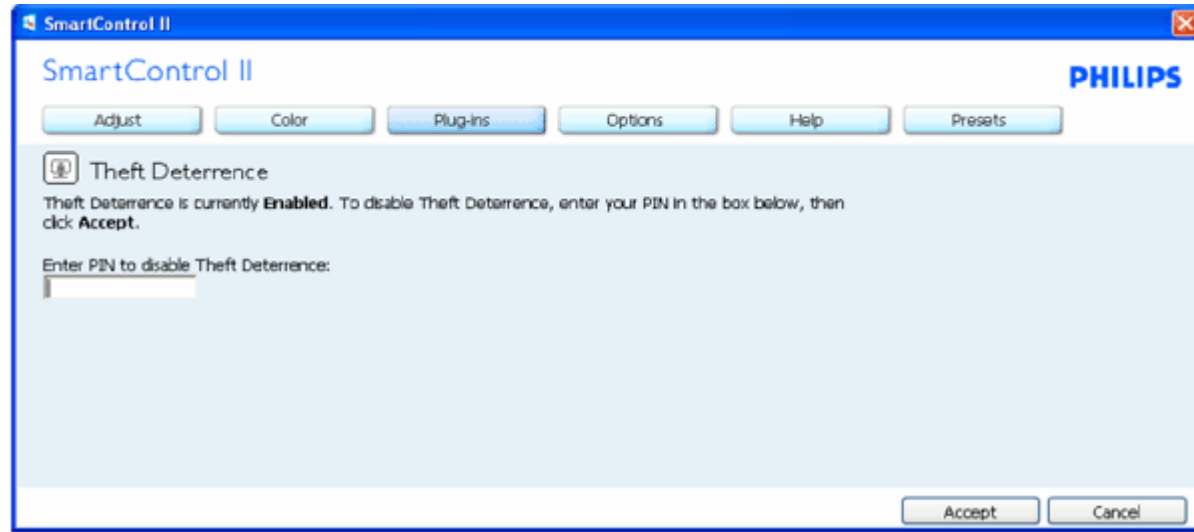 SmartControl II
SmartControl II
PHILIPS
Adjust Color Plug-ins Options Help Presets
Theft Deterrence
Theft Deterrence is currently Enabled. To disable Theft Deterrence, enter your PIN in the box below, then
click Accept.
Enter PIN to disable Theft Deterrence:
Accept Cancel